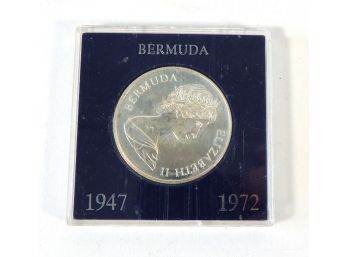 BERMUDA
BERMUDA
ELIZABETH II
1947 1972